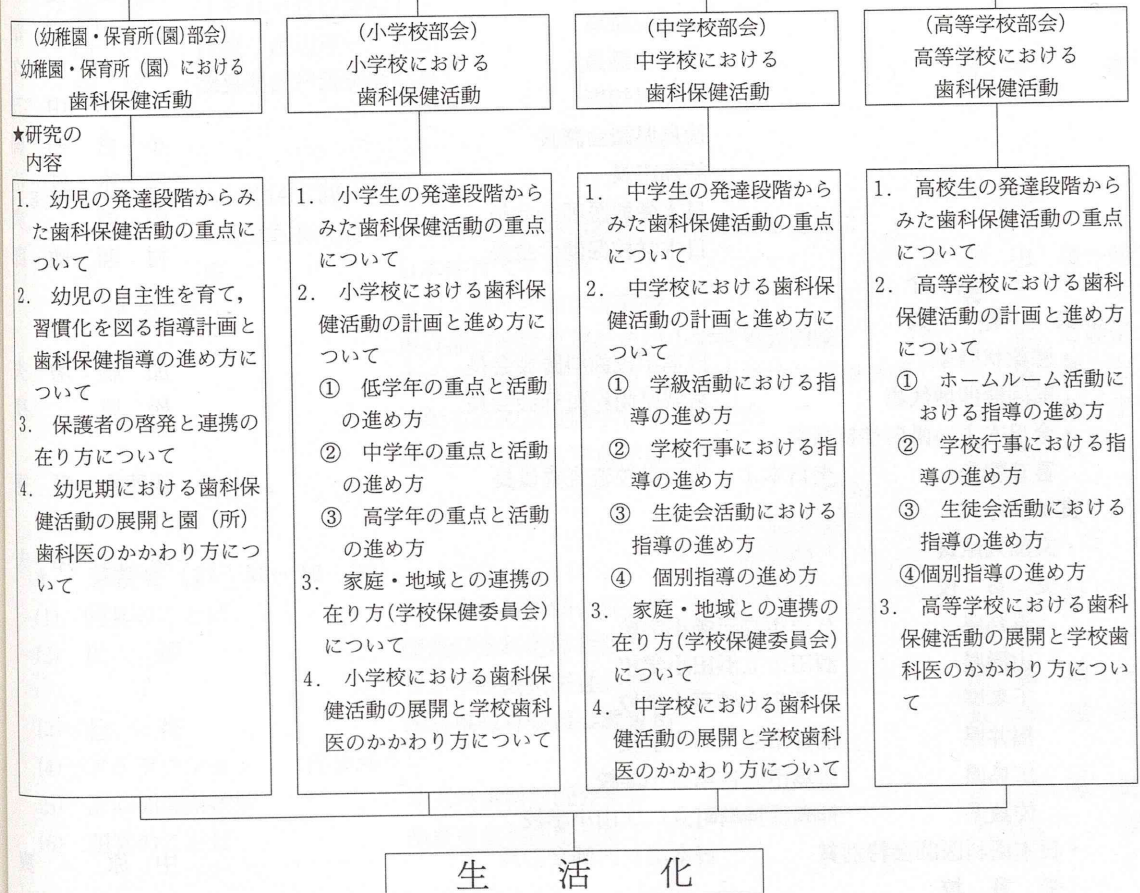 (幼稚園・保育所(園)部会)
幼稚園・保育所（園）における
歯科保健活動
(小学校部会)
小学校における
歯科保健活動
(中学校部会)
中学校における
歯科保健活動
(高等学校部会)
高等学校における
歯科保健活動
★研究の
内容
1. 幼児の発達段階からみ
た歯科保健活動の重点に
ついて
2. 幼児の自主性を育て，
習慣化を図る指導計画と
歯科保健指導の進め方に
ついて
3. 保護者の啓発と連携の
在り方について
4. 幼児期における歯科保
健活動の展開と園（所）
歯科医のかかわり方につ
いて
1. 小学生の発達段階から
みた歯科保健活動の重点
について
2. 小学校における歯科保
健活動の計画と進め方に
ついて
① 低学年の重点と活動
の進め方
② 中学年の重点と活動
の進め方
③ 高学年の重点と活動
の進め方
3. 家庭・地域との連携の
在り方(学校保健委員会)
について
4. 小学校における歯科保
健活動の展開と学校歯科
医のかかわり方について
1. 中学生の発達段階から
みた歯科保健活動の重点
について
2. 中学校における歯科保
健活動の計画と進め方に
ついて
① 学級活動における指
導の進め方
② 学校行事における指
導の進め方
③ 生徒会活動における
指導の進め方
④ 個別指導の進め方
3. 家庭・地域との連携の
在り方(学校保健委員会)
について
4. 中学校における歯科保
健活動の展開と学校歯科
医のかかわり方について
1. 高校生の発達段階から
みた歯科保健活動の重点
について
2. 高等学校における歯科
保健活動の計画と進め方
について
① ホームルーム活動に
おける指導の進め方
② 学校行事における指
導の進め方
③ 生徒会活動における
指導の進め方
④個別指導の進め方
3. 高等学校における歯科
保健活動の展開と学校歯
科医のかかわり方につい
て
生活化